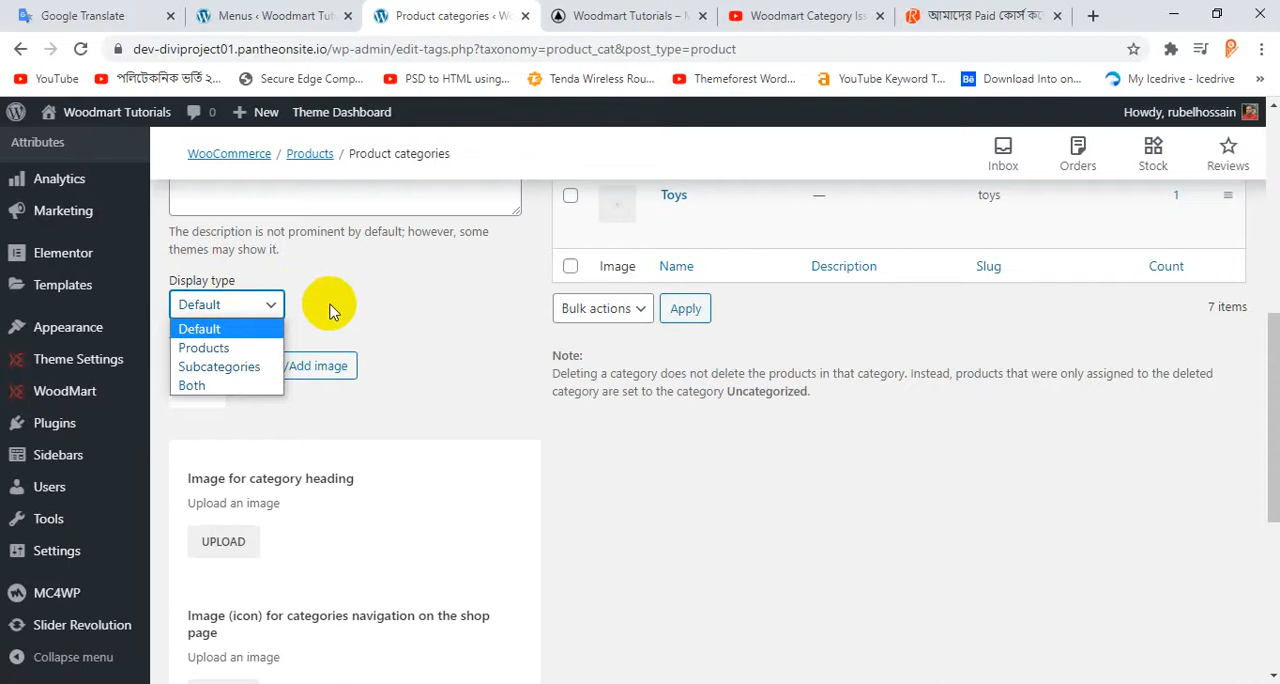 Google Translate
Menus ‹ Woodmart Tut
Product categories ‹ W
Woodmart Tutorials – M
Woodmart Category Is
আমাদের Paid কোর্স ক
dev-diviproject01.pantheonsite.io/wp-admin/edit-tags.php?taxonomy=product_cat&post_type=product
YouTube
পলিটেকনিক ভর্তি ২...
Secure Edge Comp...
PSD to HTML using...
Tenda Wireless Rou...
Themeforest Word...
YouTube Keyword T...
Download Into on...
My Icedrive - Icedrive
»
Woodmart Tutorials
0
New
Theme Dashboard
Howdy, rubelhossain
Attributes
Analytics
Marketing
Elementor
Templates
Appearance
Theme Settings
WoodMart
Plugins
Sidebars
Users
Tools
Settings
MC4WP
Slider Revolution
Collapse menu
WooCommerce / Products / Product categories
Inbox
Orders
Stock
Reviews
The description is not prominent by default; however, some
themes may show it.
Display type
Default
Default
Products
Subcategories
Both
/Add image
Image for category heading
Upload an image
UPLOAD
Image (icon) for categories navigation on the shop
page
Upload an image
Toys — toys 1
Image Name Description Slug Count
Bulk actions Apply 7 items
Note:
Deleting a category does not delete the products in that category. Instead, products that were only assigned to the deleted
category are set to the category Uncategorized.